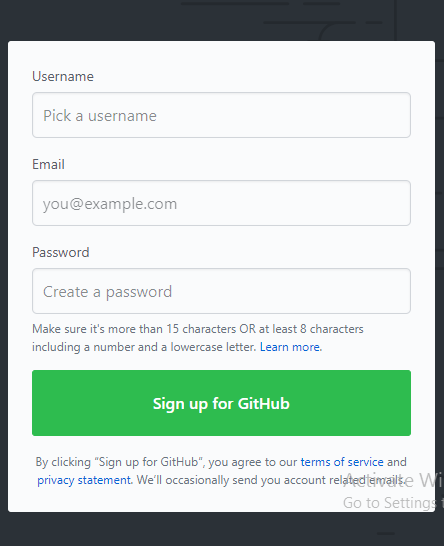 Username
Pick a username
Email
you@example.com
Password
Create a password
Make sure it's more than 15 characters OR at least 8 characters
including a number and a lowercase letter. Learn more.
Sign up for GitHub
By clicking “Sign up for GitHub”, you agree to our terms of service and
privacy statement. We’ll occasionally send you account related emails.
Activate Wi
Go to Settings t